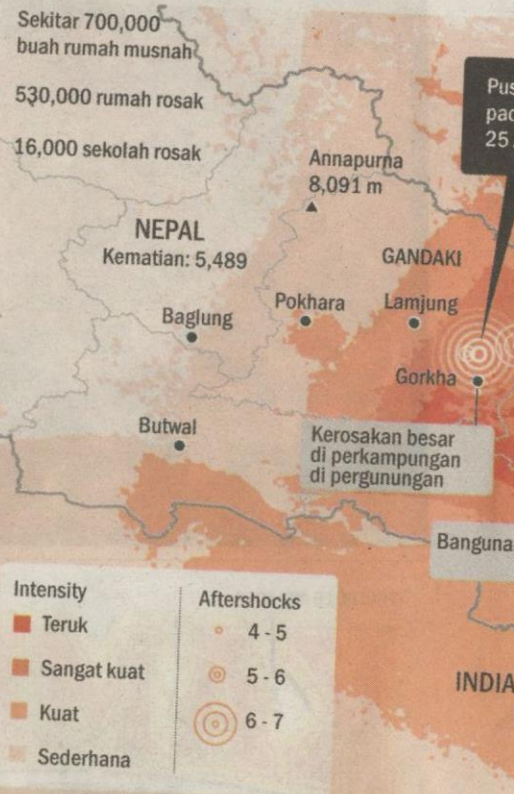 Sekitar 700,000
buah rumah musnah
530,000 rumah rosak
16,000 sekolah rosak
Annapurna
8,091 m
25
NEPAL
Kematian: 5,489
GANDAKI
Pokhara
Lamjung
Baglung
Gorkha
Butwal
Kerosakan besar
di perkampungan
di pergunungan
INDIA
Intensity
Teruk
Sangat kuat
Kuat
Sederhana
Aftershocks
4 - 5
5 - 6
6 - 7